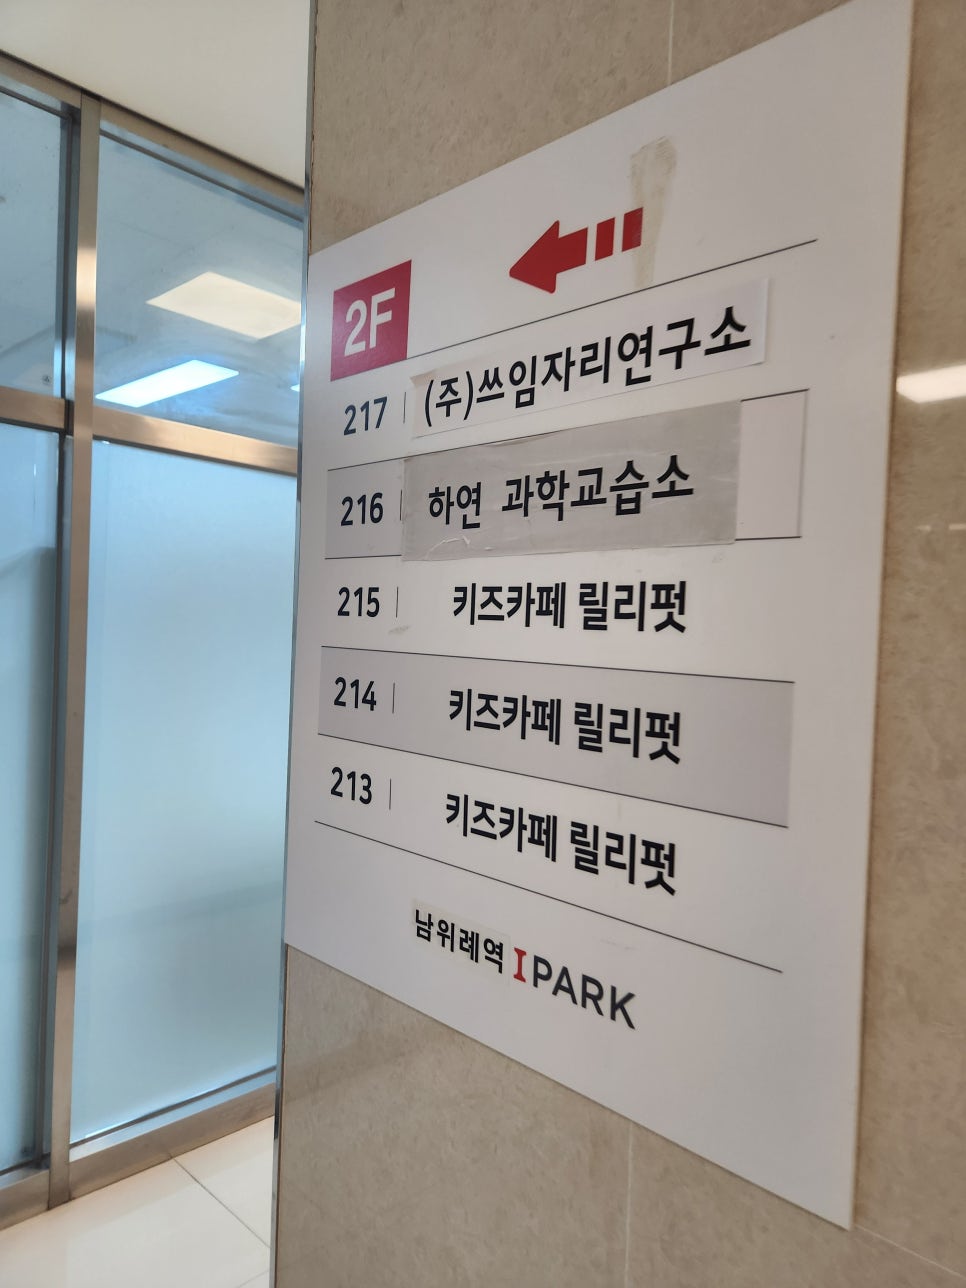 2F
217 (주)쓰임자리연구소
216 하연 과학교습소
215 키즈카페 릴리펏
214 키즈카페 릴리펏
213 키즈카페 릴리펏
남위례역 IPARK